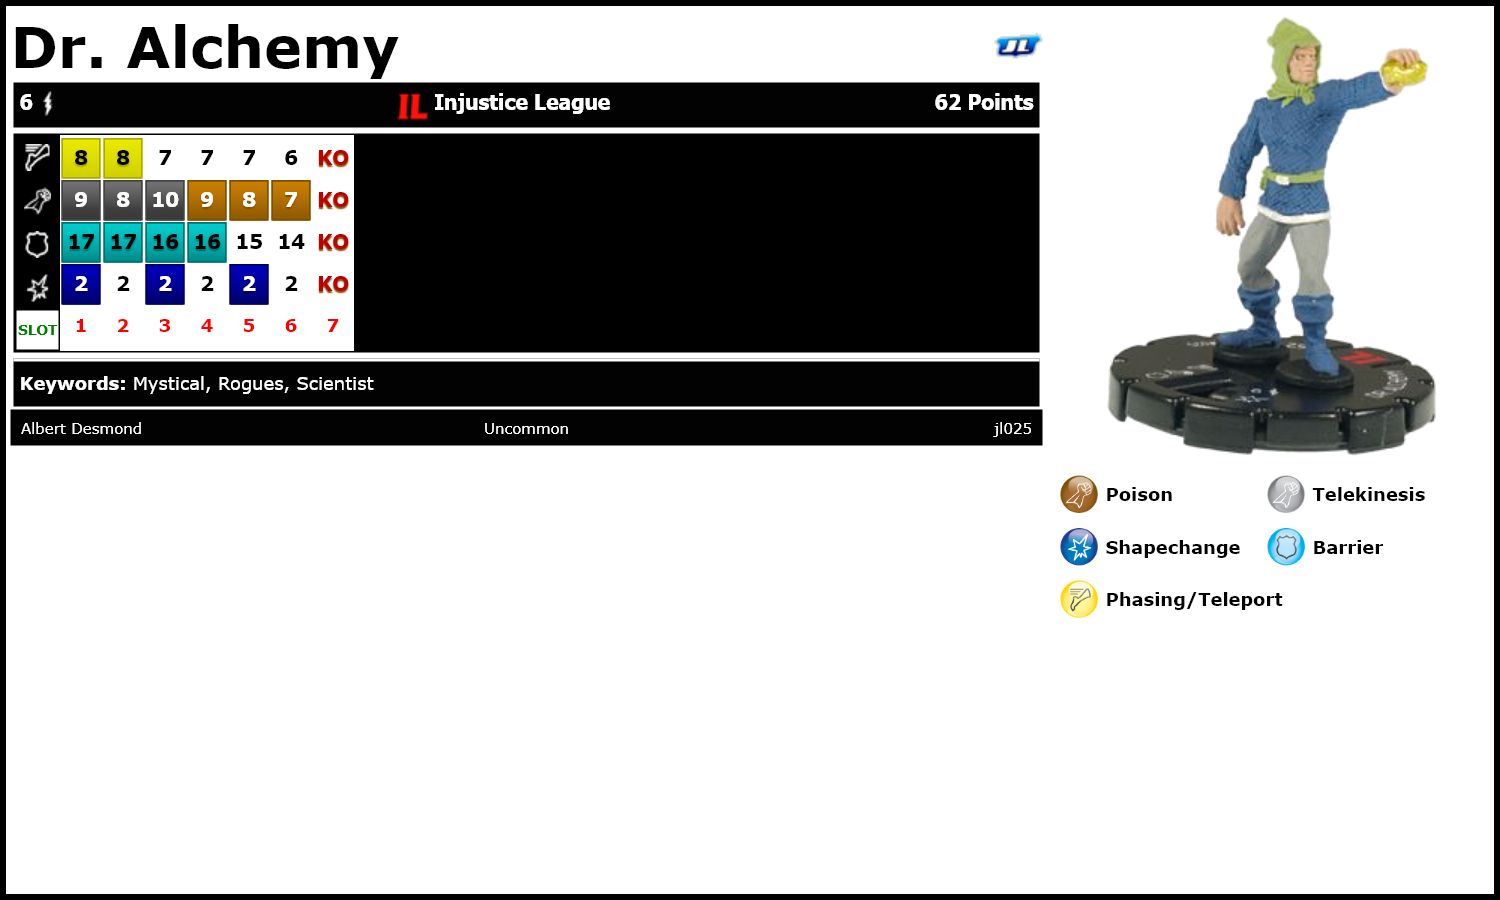 Dr. Alchemy
JL
6 IL Injustice League 62 Points
8 8 7 7 7 6 KO
9 8 10 9 8 7 KO
17 17 16 16 15 14 KO
2 2 2 2 2 2 KO
SLOT 1 2 3 4 5 6 7
Keywords: Mystical, Rogues, Scientist
Albert Desmond Uncommon jl025
Poison Telekinesis
Shapechange Barrier
Phasing/Teleport